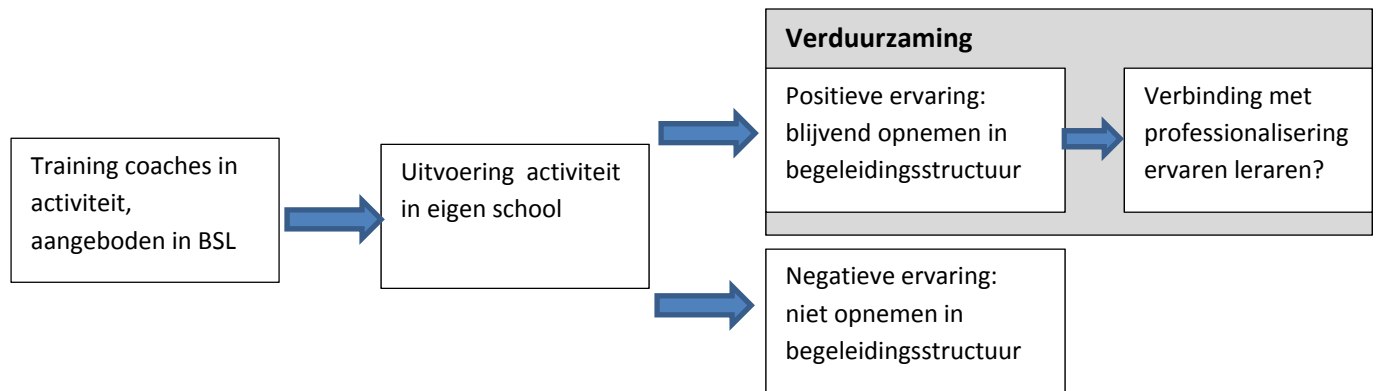 Training coaches in
activiteit,
aangeboden in BSL
Uitvoering activiteit
in eigen school
Verduurzaming
Positieve ervaring:
blijvend opnemen in
begeleidingsstructuur
Verbinding met
professionalisering
ervaren leraren?
Negatieve ervaring:
niet opnemen in
begeleidingsstructuur